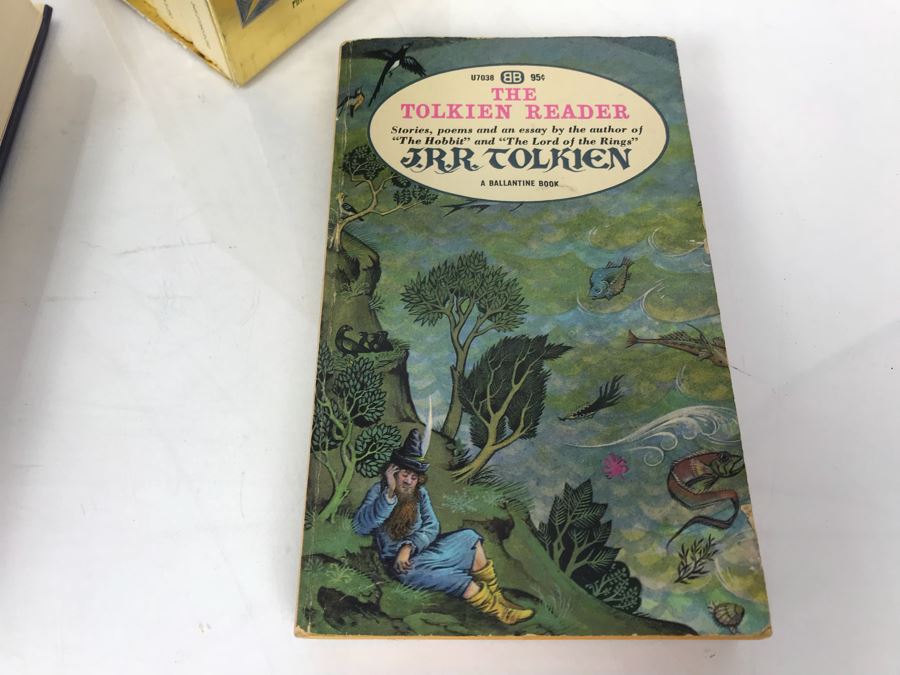 U7038 BB 95¢
THE
TOLKIEN READER
Stories, poems and an essay by the author of
"The Hobbit" and "The Lord of the Rings"
J.R.R. TOLKIEN
A BALLANTINE BOOK